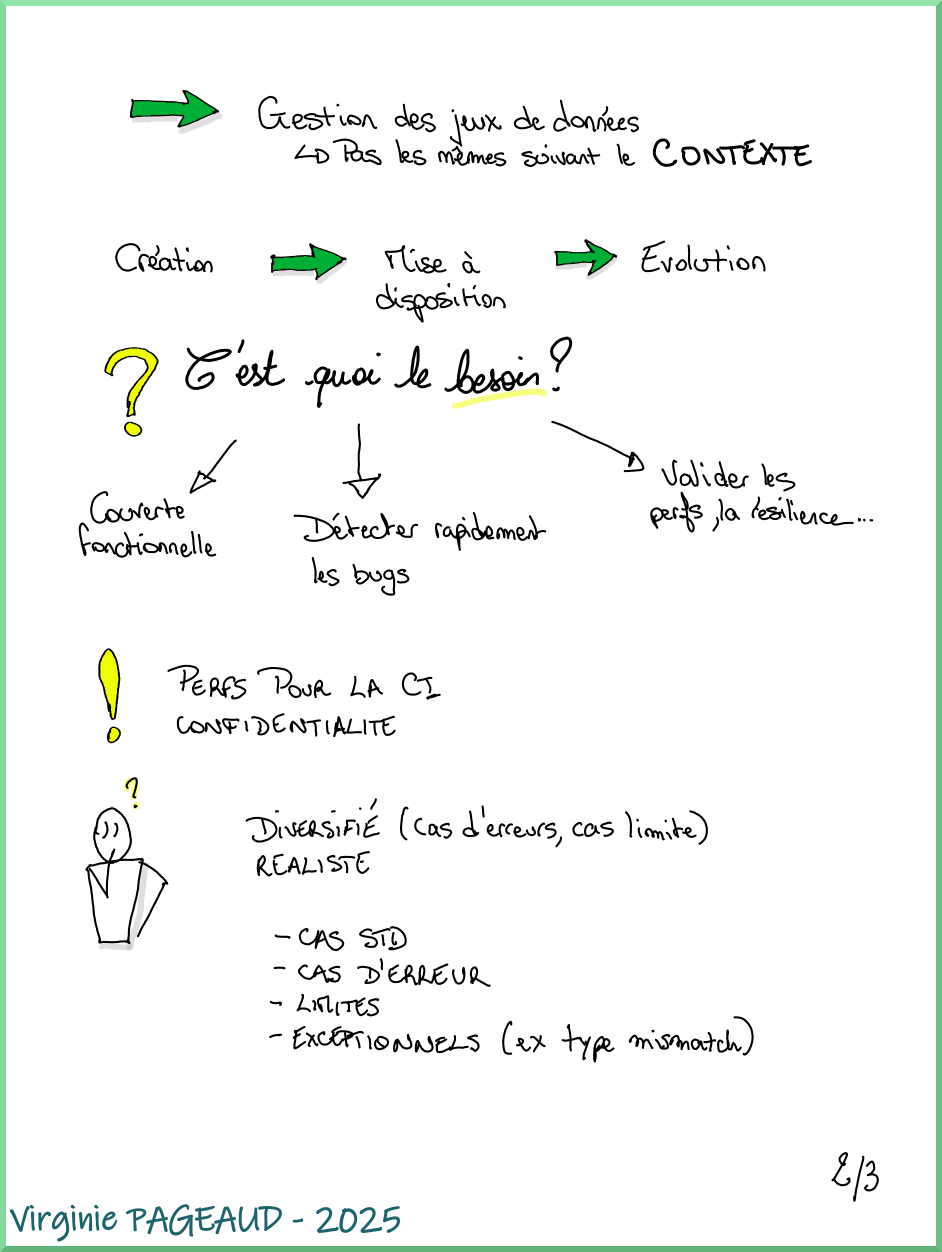 Gestion des jeux de données
↳ Pas les mêmes suivant le CONTEXTE
Création
Mise à
disposition
Evolution
? C'est quoi le besoin ?
Couverte
fonctionnelle
Détecter rapidement
les bugs
Valider les
perfs, la résilience...
!
PERFS POUR LA CI
CONFIDENTIALITE
?
DIVERSIFIÉ (cas d'erreurs, cas limite)
REALISTE
- CAS STD
- CAS D'ERREUR
- LIMITES
- EXCEPTIONNELS (ex type mismatch)
2/3
Virginie PAGEAUD - 2025